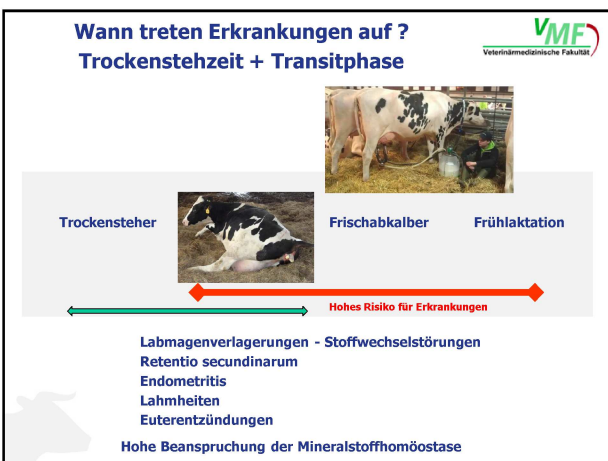 Wann treten Erkrankungen auf ?
Trockenstehzeit + Transitphase
VMF
Veterinärmedizinische Fakultät
Trockensteher
Frischabkalber
Frühlaktation
Hohes Risiko für Erkrankungen
Labmagenverlagerungen - Stoffwechselstörungen
Retentio secundinarum
Endometritis
Lahmheiten
Euterentzündungen
Hohe Beanspruchung der Mineralstoffhomöostase